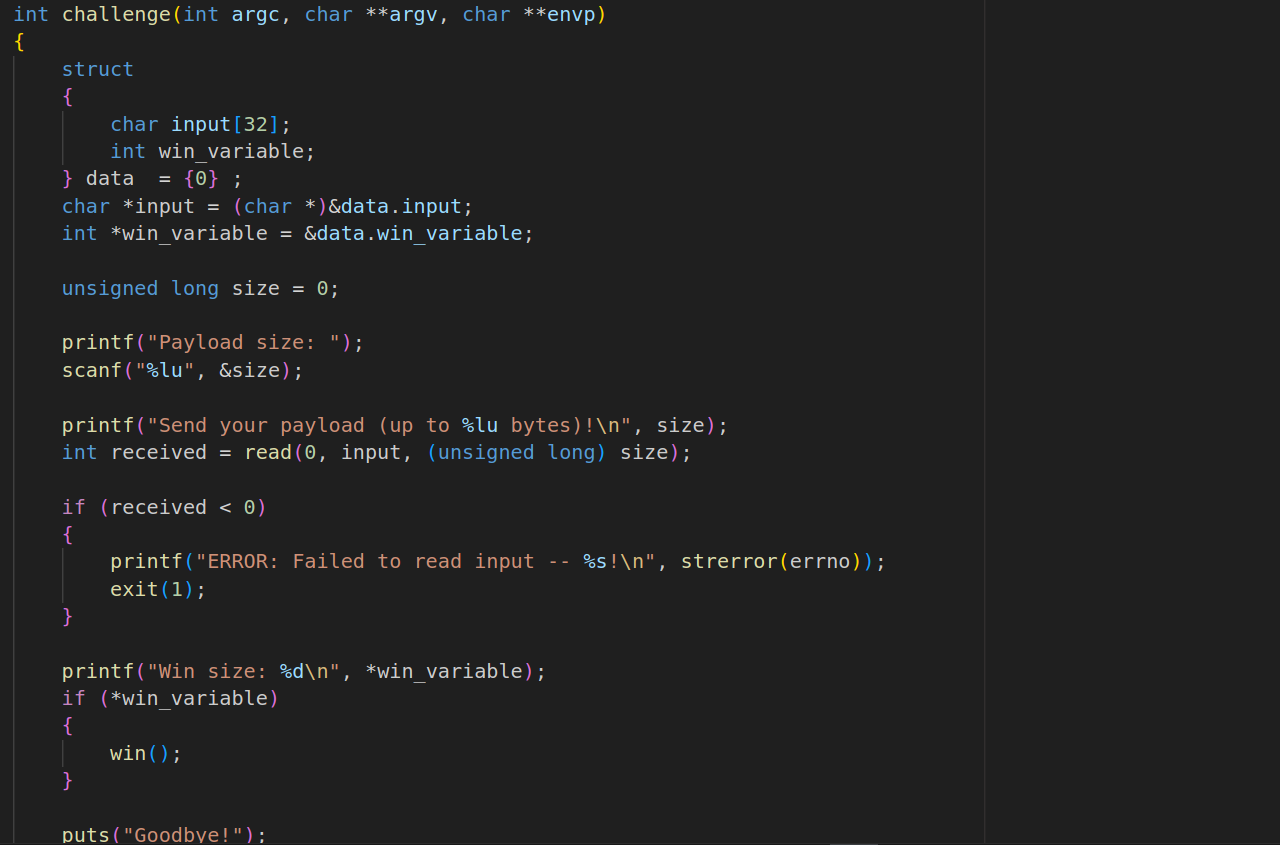 int challenge(int argc, char **argv, char **envp)
{
    struct
    {
        char input[32];
        int win_variable;
    } data  = {0} ;
    char *input = (char *)&data.input;
    int *win_variable = &data.win_variable;

    unsigned long size = 0;

    printf("Payload size: ");
    scanf("%lu", &size);

    printf("Send your payload (up to %lu bytes)!\n", size);
    int received = read(0, input, (unsigned long) size);

    if (received < 0)
    {
        printf("ERROR: Failed to read input -- %s!\n", strerror(errno));
        exit(1);
    }

    printf("Win size: %d\n", *win_variable);
    if (*win_variable)
    {
        win();
    }

    puts("Goodbye!");